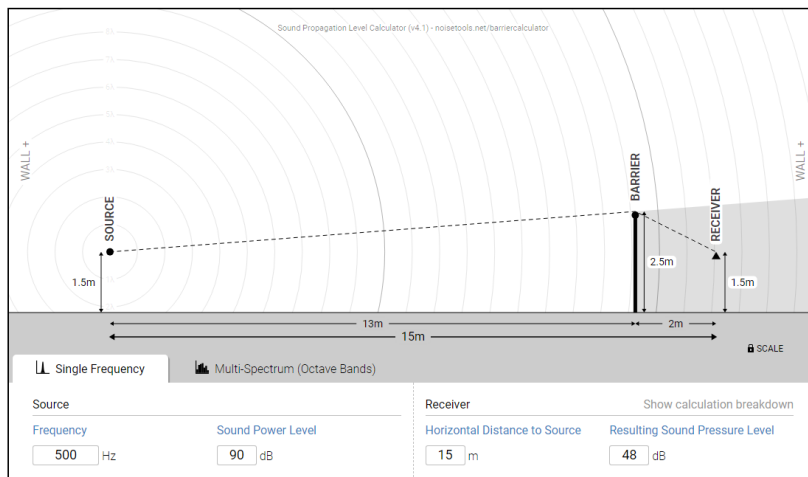 Sound Propagation Level Calculator (v4.1) - noisetools.net/barriercalculator
WALL +
WALL +
SOURCE
BARRIER
RECEIVER
1.5m
2.5m
1.5m
13m
2m
15m
SCALE
Single Frequency
Multi-Spectrum (Octave Bands)
Source
Receiver
Show calculation breakdown
Frequency
Sound Power Level
Horizontal Distance to Source
Resulting Sound Pressure Level
500 Hz
90 dB
15 m
48 dB